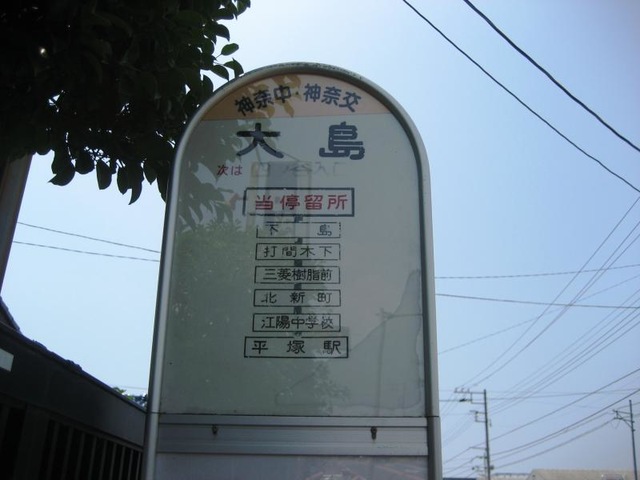 神奈中・神奈交
大島
次は
当停留所
下島
打間木下
三菱樹脂前
北新町
江陽中学校
平塚駅